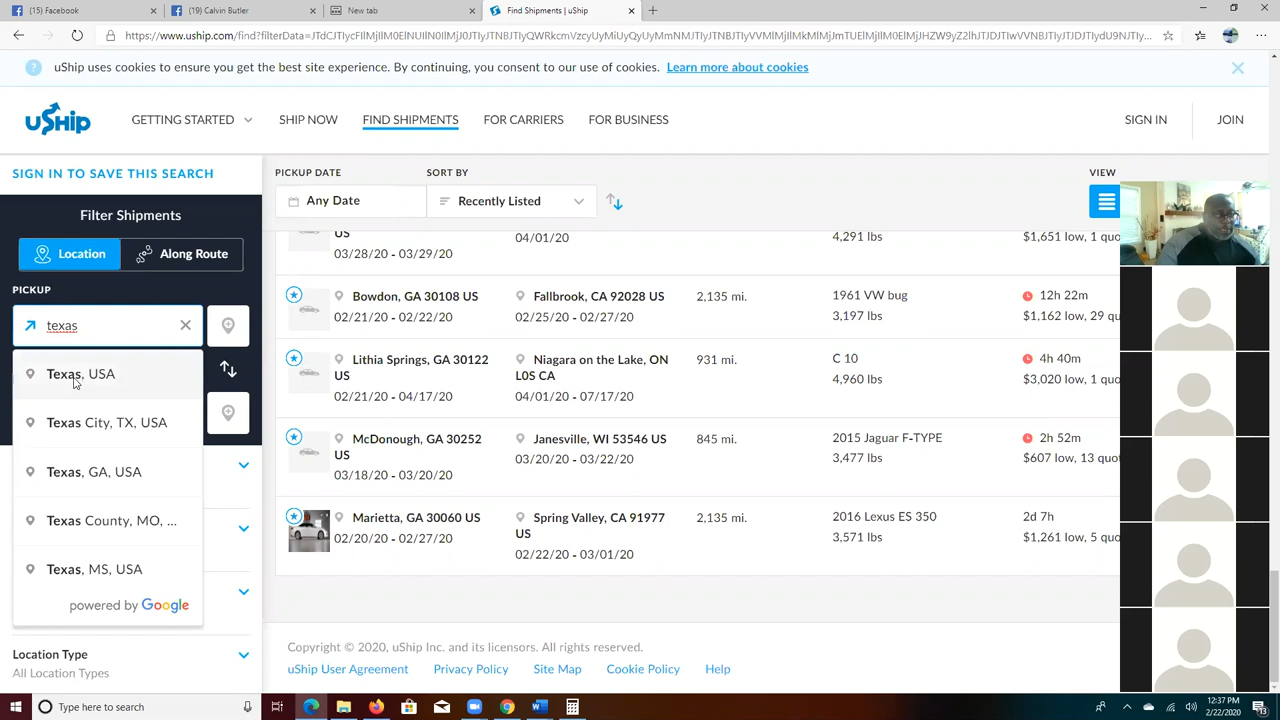 (15) Facebook
(19) Calvin Butler
New tab
Find Shipments | uShip
uShip uses cookies to ensure you get the best site experience. By continuing, you consent to our use of cookies. Learn more about cookies
uShip
GETTING STARTED
SHIP NOW
FIND SHIPMENTS
FOR CARRIERS
FOR BUSINESS
SIGN IN
JOIN
SIGN IN TO SAVE THIS SEARCH
Filter Shipments
Location
Along Route
PICKUP
texas
Texas, USA
Texas City, TX, USA
Texas, GA, USA
Texas County, MO, ...
Texas, MS, USA
powered by Google
Location Type
All Location Types
PICKUP DATE
SORT BY
VIEW
Any Date
Recently Listed
US
04/01/20
4,291 lbs
$1,651 low, 1 quo
03/28/20 - 03/29/20
Bowdon, GA 30108 US
Fallbrook, CA 92028 US
2,135 mi.
1961 VW bug
12h 22m
02/21/20 - 02/22/20
02/25/20 - 02/27/20
3,197 lbs
$1,162 low, 29 qu
Lithia Springs, GA 30122
US
Niagara on the Lake, ON
L0S CA
931 mi.
C 10
4h 40m
02/21/20 - 04/17/20
04/01/20 - 07/17/20
4,960 lbs
$3,020 low, 1 quo
McDonough, GA 30252
US
Janesville, WI 53546 US
845 mi.
2015 Jaguar F-TYPE
2h 52m
03/18/20 - 03/20/20
03/20/20 - 03/22/20
3,477 lbs
$607 low, 13 quot
Marietta, GA 30060 US
Spring Valley, CA 91977
US
2,135 mi.
2016 Lexus ES 350
2d 7h
02/20/20 - 02/27/20
02/22/20 - 03/01/20
3,571 lbs
$1,261 low, 5 quo
Copyright © 2020, uShip Inc. and its licensors. All rights reserved.
uShip User Agreement
Privacy Policy
Site Map
Cookie Policy
Help
Type here to search
12:37 PM
2/22/2020